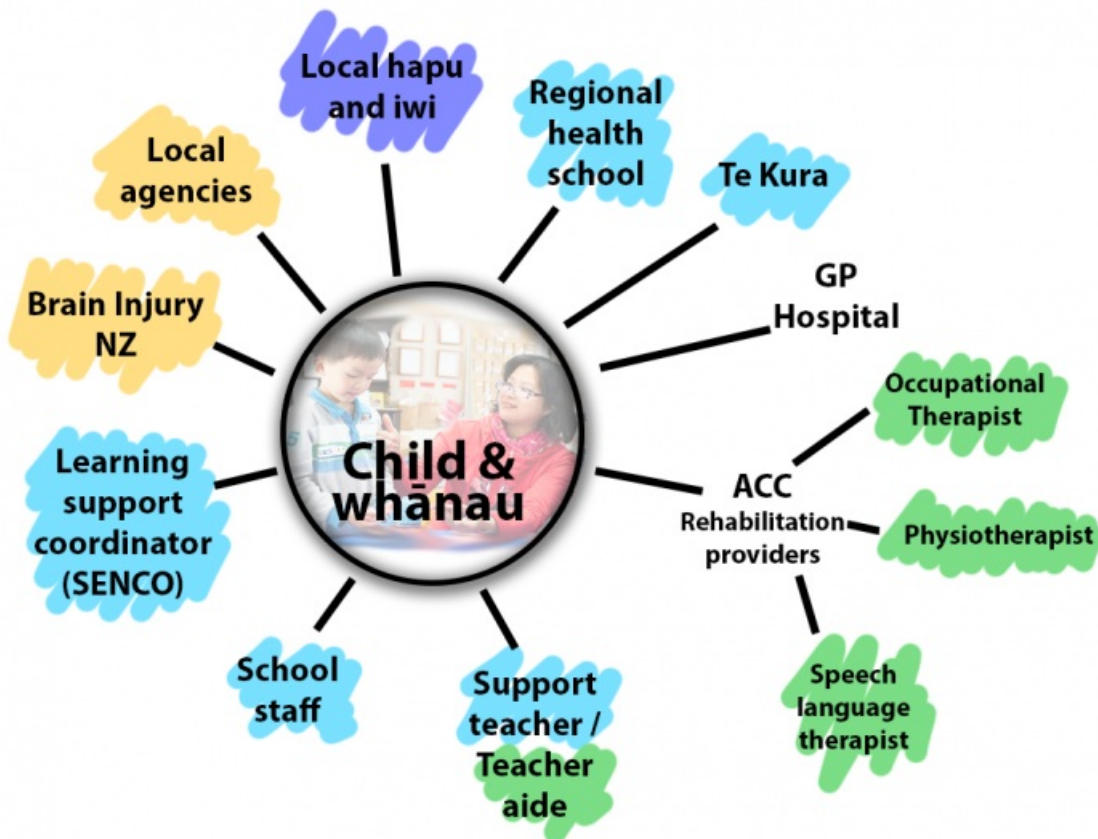 Local hapu
and iwi
Regional
health
school
Te Kura
GP
Hospital
Occupational
Therapist
ACC
Rehabilitation
providers
Physiotherapist
Speech
language
therapist
Support
teacher /
Teacher
aide
School
staff
Learning
support
coordinator
(SENCO)
Brain Injury
NZ
Local
agencies
Child &
whānau